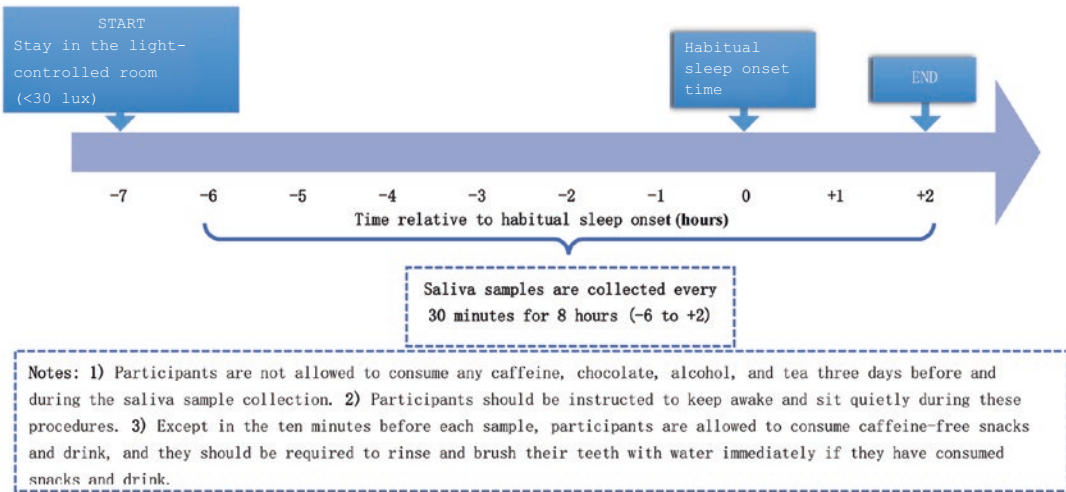 START
Stay in the light-
controlled room
(<30 lux)
Habitual
sleep onset
time
END
-7 -6 -5 -4 -3 -2 -1 0 +1 +2
Time relative to habitual sleep onset (hours)
Saliva samples are collected every
30 minutes for 8 hours (-6 to +2)
Notes: 1) Participants are not allowed to consume any caffeine, chocolate, alcohol, and tea three days before and
during the saliva sample collection. 2) Participants should be instructed to keep awake and sit quietly during these
procedures. 3) Except in the ten minutes before each sample, participants are allowed to consume caffeine-free snacks
and drink, and they should be required to rinse and brush their teeth with water immediately if they have consumed
snacks and drink.